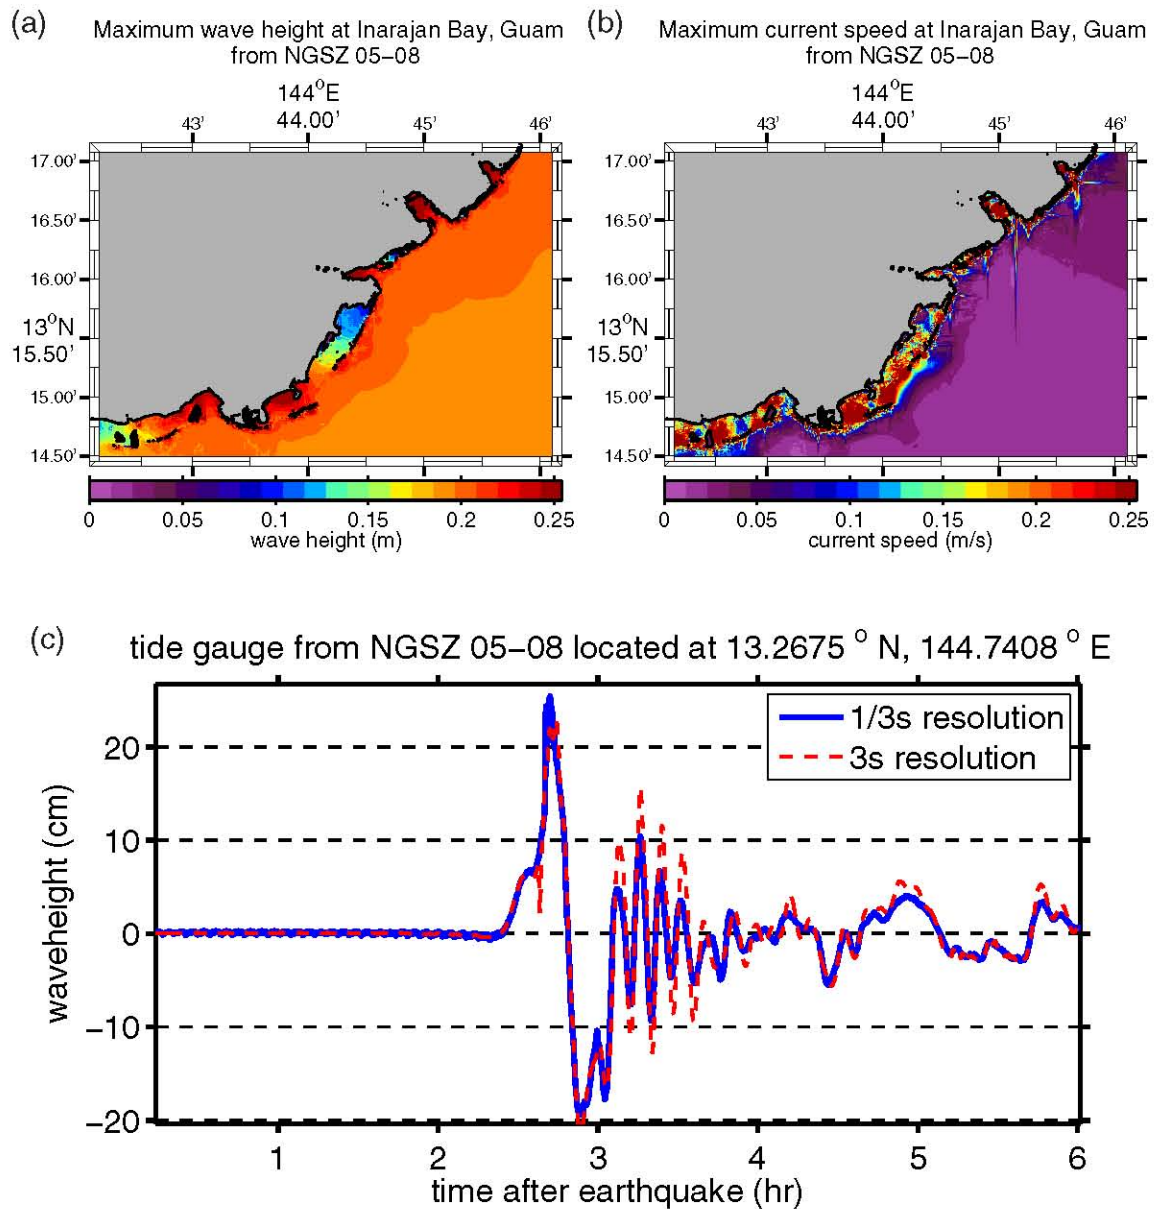 (a)
Maximum wave height at Inarajan Bay, Guam
from NGSZ 05−08
144°E
43' 44.00' 45' 46'
17.00'
16.50'
16.00'
13°N
15.50'
15.00'
14.50'
0 0.05 0.1 0.15 0.2 0.25
wave height (m)
(b)
Maximum current speed at Inarajan Bay, Guam
from NGSZ 05−08
144°E
43' 44.00' 45' 46'
17.00'
16.50'
16.00'
13°N
15.50'
15.00'
14.50'
0 0.05 0.1 0.15 0.2 0.25
current speed (m/s)
(c)
tide gauge from NGSZ 05−08 located at 13.2675 ° N, 144.7408 ° E
1/3s resolution
3s resolution
20
10
0
−10
−20
waveheight (cm)
1 2 3 4 5 6
time after earthquake (hr)